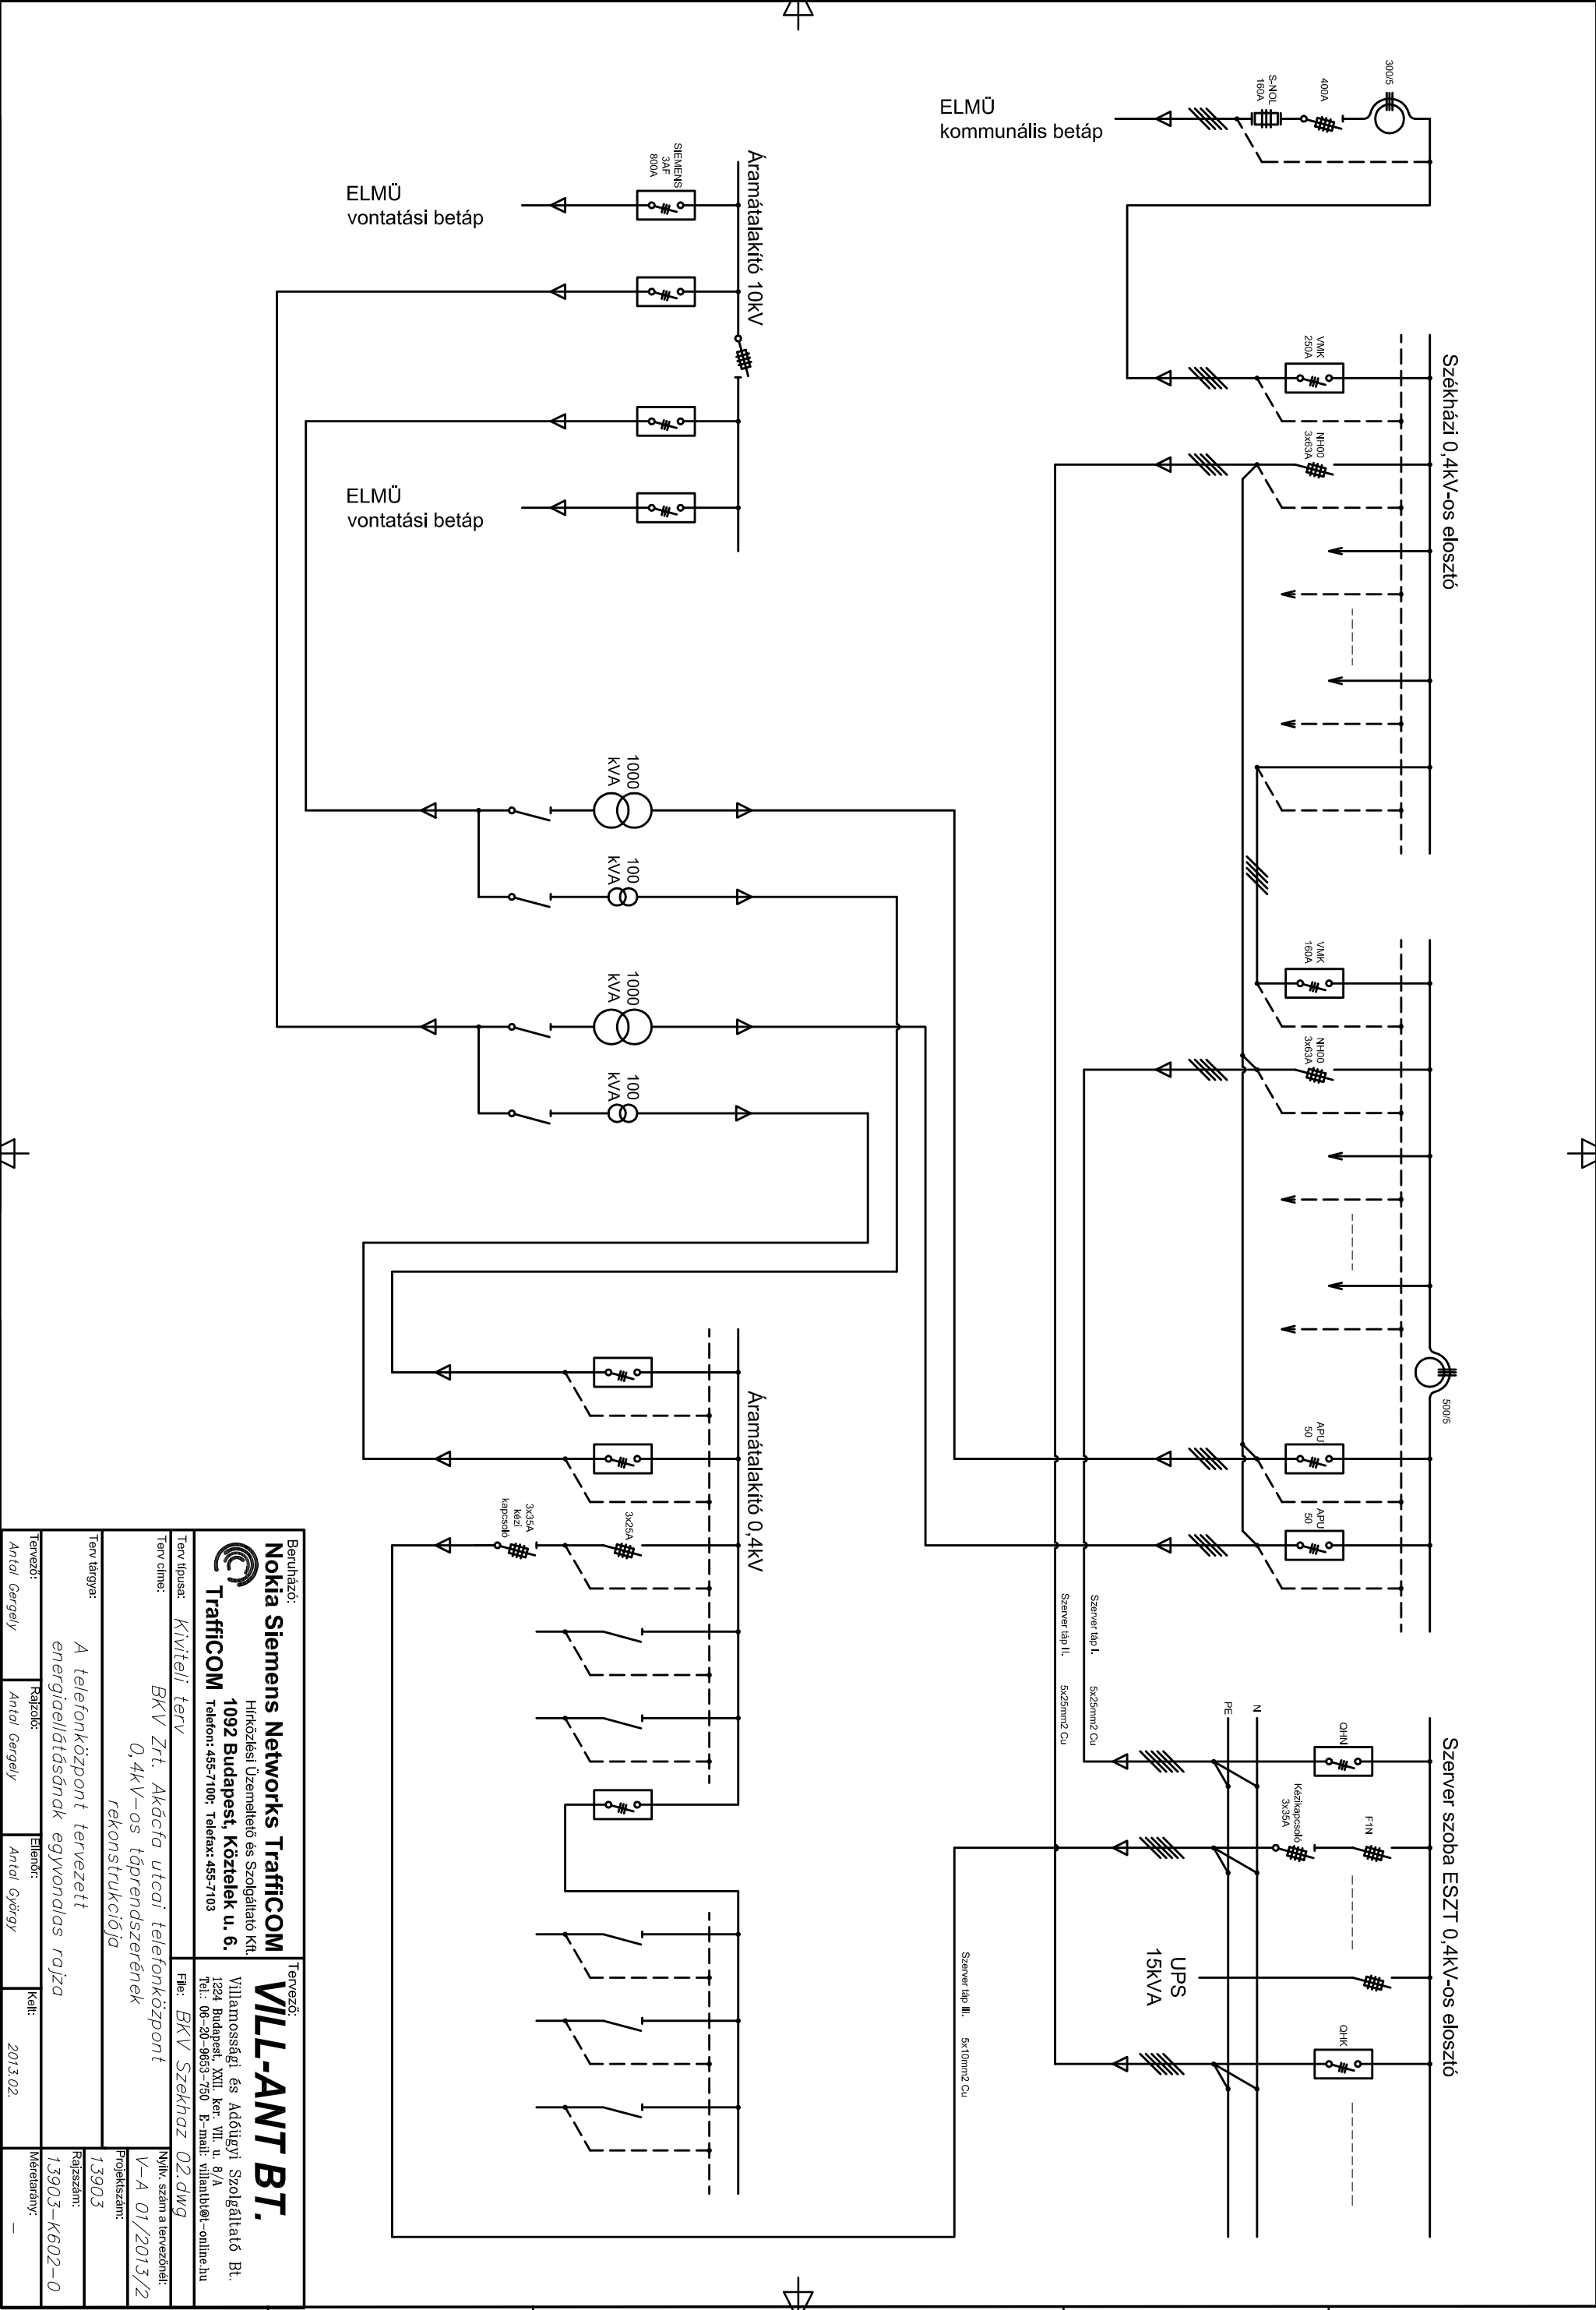 ELMÜ
kommunális betáp
S-NOL
160A
400A
300/5
Székházi 0,4kV-os elosztó
VMK
250A
NH00
3x63A
VMK
160A
NH00
3x63A
500/5
APU
50
APU
50
Szerver táp I. 5x25mm2 Cu
Szerver táp II. 5x25mm2 Cu
Szerver szoba ESZT 0,4kV-os elosztó
N
PE
QHN
F1N
Kézikapcsoló
3x35A
UPS
15kVA
QHK
Szerver táp III. 5x10mm2 Cu
Áramátalakító 10kV
SIEMENS
3AF
800A
ELMÜ
vontatási betáp
ELMÜ
vontatási betáp
1000
kVA
100
kVA
1000
kVA
100
kVA
Áramátalakító 0,4kV
3x25A
3x35A
kézi
kapcsoló
Beruházó:
Nokia Siemens Networks TraffiCOM
Hírközlési Üzemeltető és Szolgáltató Kft.
1092 Budapest, Köztelek u. 6.
Telefon: 455-7100; Telefax: 455-7103
TraffiCOM
Tervező:
VILL-ANT BT.
Villamossági és Adóügyi Szolgáltató Bt.
1224 Budapest, XXII. ker. VII. u. 8/A
Tel.: 06-20-9653-750 E-mail: villantbt@t-online.hu
Terv típusa: Kiviteli terv
File: BKV Szekhaz 02.dwg
Terv címe:
BKV Zrt. Akácfa utcai telefonközpont
0,4kV-os táprendszerének
rekonstrukciója
Nyilv. szám a tervezőnél:
V-A 01/2013/2
Projektszám:
13903
Terv tárgya:
A telefonközpont tervezett
energiaellátásának egyvonalas rajza
Rajzszám:
13903-K602-0
Tervező:
Antal Gergely
Rajzoló:
Antal Gergely
Ellenőr:
Antal György
Kelt:
2013.02.
Méretarány:
-